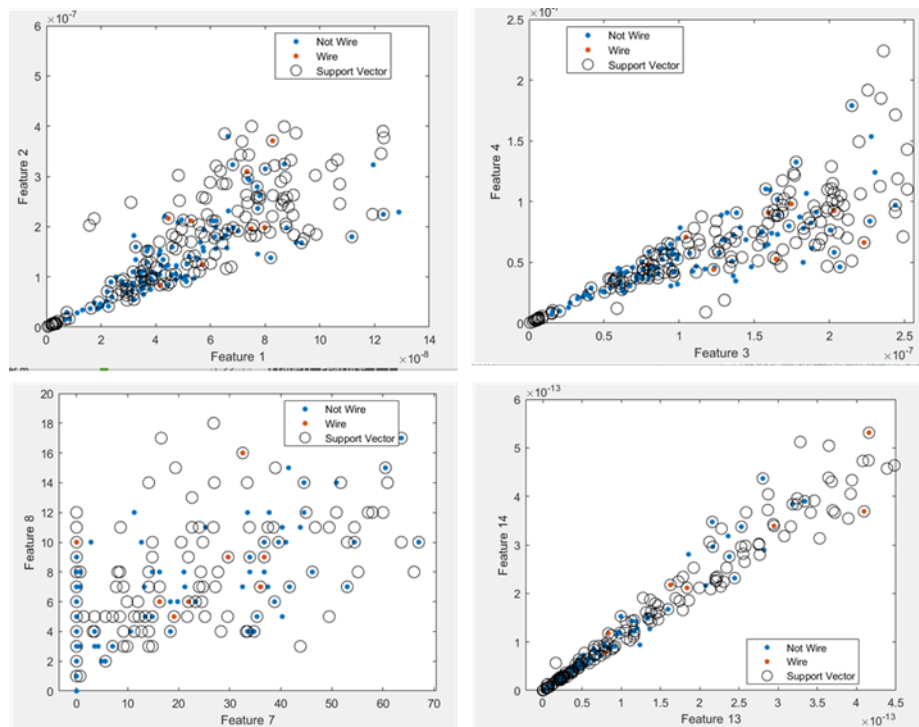 ×10⁻⁷
6
5
4
3
2
1
0
Feature 2
Not Wire
Wire
Support Vector
0 2 4 6 8 10 12 14
Feature 1
×10⁻⁸
2.5
2
1.5
1
0.5
0
Feature 4
Not Wire
Wire
Support Vector
0 0.5 1 1.5 2 2.5
Feature 3
×10⁻⁷
20
18
16
14
12
10
8
6
4
2
0
Feature 8
Not Wire
Wire
Support Vector
0 10 20 30 40 50 60 70
Feature 7
×10⁻¹³
6
5
4
3
2
1
0
Feature 14
Not Wire
Wire
Support Vector
0 0.5 1 1.5 2 2.5 3 3.5 4 4.5
Feature 13
×10⁻¹³